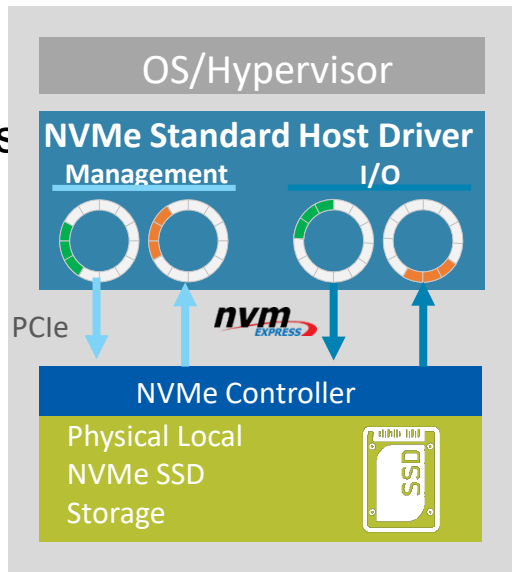 OS/Hypervisor
S
NVMe Standard Host Driver
Management I/O
PCIe
nvm
EXPRESS
NVMe Controller
Physical Local
NVMe SSD
Storage
SSD